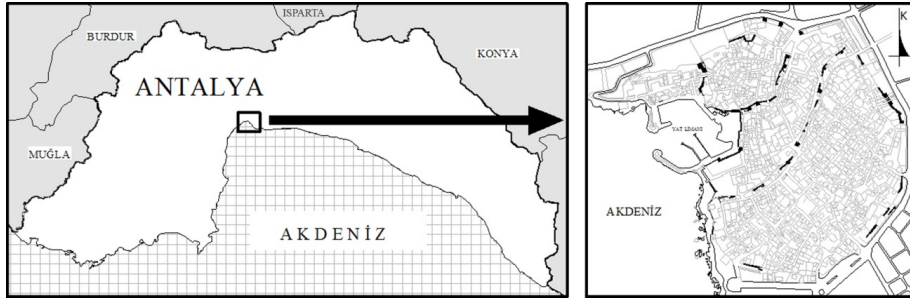 ISPARTA
BURDUR
KONYA
ANTALYA
MUĞLA
AKDENİZ
K
YAT LİMANI
AKDENİZ